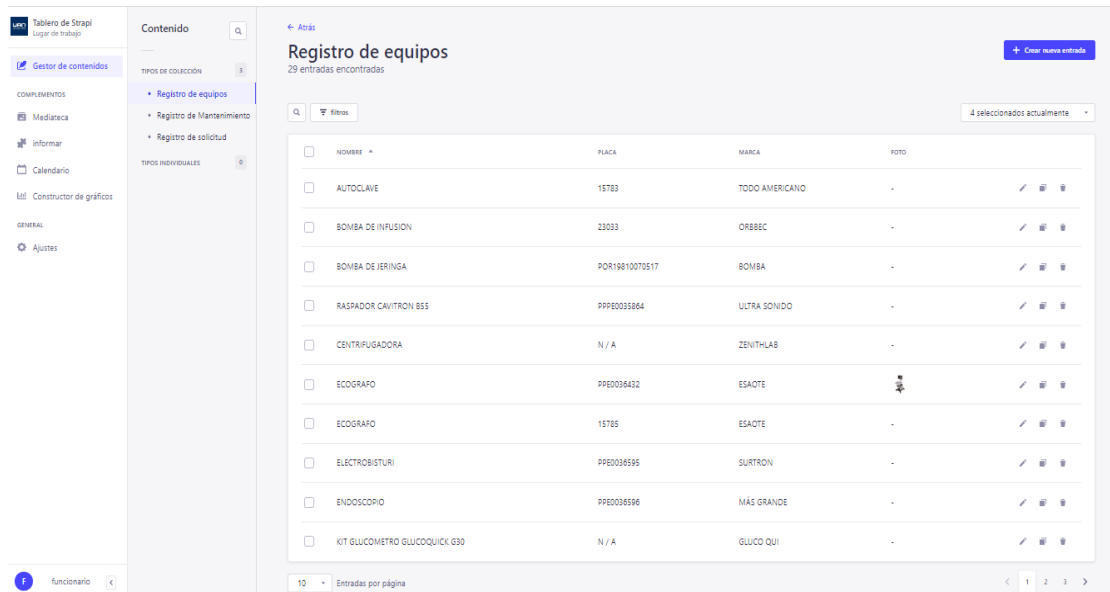 UAN
Tablero de Strapi
Lugar de trabajo
Gestor de contenidos
COMPLEMENTOS
Mediateca
informar
Calendario
Constructor de gráficos
GENERAL
Ajustes
F funcionario
Contenido
TIPOS DE COLECCIÓN 3
Registro de equipos
Registro de Mantenimiento
Registro de solicitud
TIPOS INDIVIDUALES 0
← Atrás
Registro de equipos
29 entradas encontradas
+ Crear nueva entrada
filtros
4 seleccionados actualmente
NOMBRE PLACA MARCA FOTO
AUTOCLAVE 15783 TODO AMERICANO -
BOMBA DE INFUSION 23033 ORBBEC -
BOMBA DE JERINGA POR19810070517 BOMBA -
RASPADOR CAVITRON B55 PPPE0035864 ULTRA SONIDO -
CENTRIFUGADORA N / A ZENITHLAB -
ECOGRAFO PPE0036432 ESAOTE
ECOGRAFO 15785 ESAOTE -
ELECTROBISTURI PPE0036595 SURTRON -
ENDOSCOPIO PPE0036596 MÁS GRANDE -
KIT GLUCOMETRO GLUCOQUICK G30 N / A GLUCO QUI -
10 Entradas por página
1 2 3